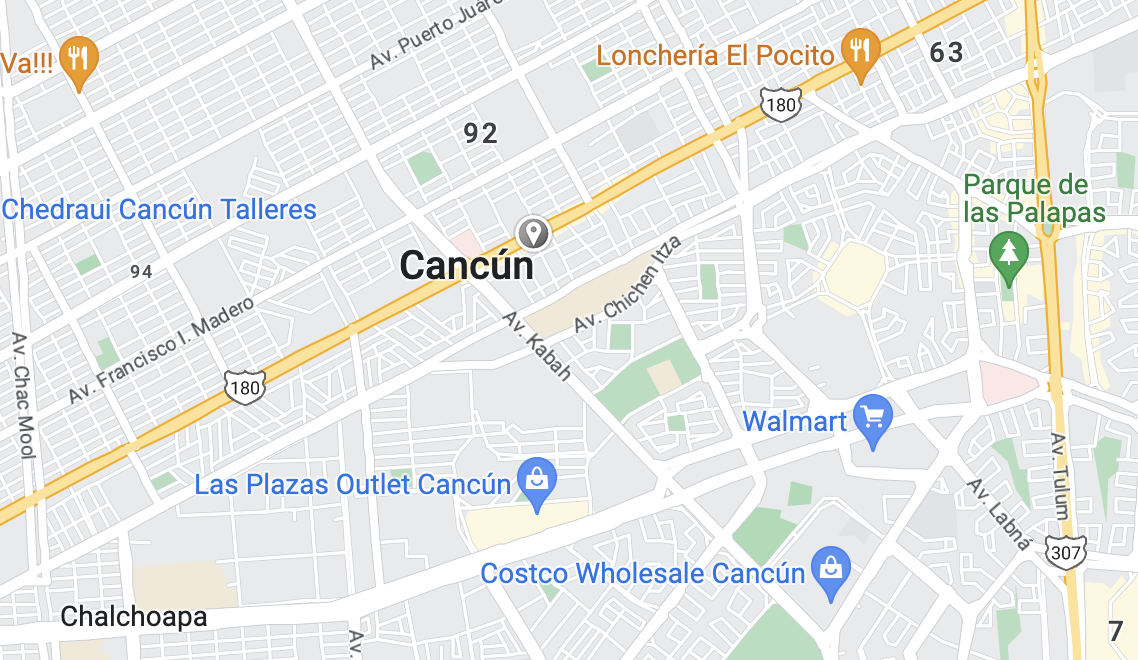 Av. Puerto Juáre
Va!!!
Lonchería El Pocito
63
180
92
Parque de
las Palapas
Chedraui Cancún Talleres
Cancún
94
Av. Chichen Itza
Av. Francisco I. Madero
Av. Kabah
180
Av. Chac Mool
Walmart
Las Plazas Outlet Cancún
Av. Tulum
Av. Labná
307
Costco Wholesale Cancún
Chalchoapa
7
Av.